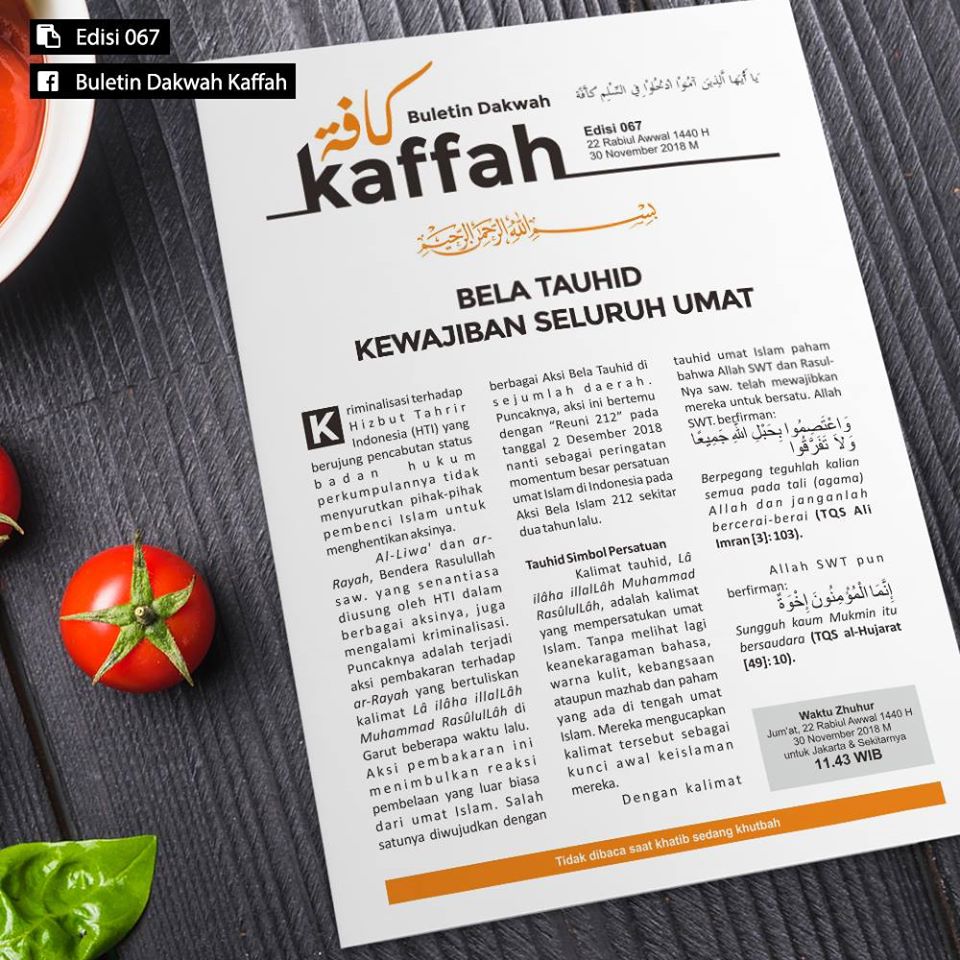 Edisi 067
Buletin Dakwah Kaffah
كافة
Buletin Dakwah
kaffah
يَا أَيُّهَا الَّذِينَ آمَنُوا ادْخُلُوا فِي السِّلْمِ كَافَّةً
Edisi 067
22 Rabiul Awwal 1440 H
30 November 2018 M
بِسْمِ اللهِ الرَّحْمَنِ الرَّحِيْمِ
BELA TAUHID
KEWAJIBAN SELURUH UMAT
Kriminalisasi terhadap
Hizbut Tahrir
Indonesia (HTI) yang
berujung pencabutan status
badan hukum
perkumpulannya tidak
menyurutkan pihak-pihak
pembenci Islam untuk
menghentikan aksinya.
Al-Liwa' dan ar-
Rayah, Bendera Rasulullah
saw. yang senantiasa
diusung oleh HTI dalam
berbagai aksinya, juga
mengalami kriminalisasi.
Puncaknya adalah terjadi
aksi pembakaran terhadap
ar-Rayah yang bertuliskan
kalimat Lâ ilâha illalLâh
Muhammad RasûlulLâh di
Garut beberapa waktu lalu.
Aksi pembakaran ini
menimbulkan reaksi
pembelaan yang luar biasa
dari umat Islam. Salah
satunya diwujudkan dengan
berbagai Aksi Bela Tauhid di
sejumlah daerah.
Puncaknya, aksi ini bertemu
dengan “Reuni 212” pada
tanggal 2 Desember 2018
nanti sebagai peringatan
momentum besar persatuan
umat Islam di Indonesia pada
Aksi Bela Islam 212 sekitar
dua tahun lalu.
Tauhid Simbol Persatuan
Kalimat tauhid, Lâ
ilâha illalLâh Muhammad
RasûlulLâh, adalah kalimat
yang mempersatukan umat
Islam. Tanpa melihat lagi
keanekaragaman bahasa,
warna kulit, kebangsaan
ataupun mazhab dan paham
yang ada di tengah umat
Islam. Mereka mengucapkan
kalimat tersebut sebagai
kunci awal keislaman
mereka.
Dengan kalimat
tauhid umat Islam paham
bahwa Allah SWT dan Rasul-
Nya saw. telah mewajibkan
mereka untuk bersatu. Allah
SWT. berfirman:
وَاعْتَصِمُوا بِحَبْلِ اللَّهِ جَمِيعًا
وَلَا تَفَرَّقُوا
Berpegang teguhlah kalian
semua pada tali (agama)
Allah dan janganlah
bercerai-berai (TQS Ali
Imran [3]: 103).
Allah SWT pun
berfirman:
إِنَّمَا الْمُؤْمِنُونَ إِخْوَةٌ
Sungguh kaum Mukmin itu
bersaudara (TQS al-Hujarat
[49]: 10).
Waktu Zhuhur
Jum'at, 22 Rabiul Awwal 1440 H
30 November 2018 M
untuk Jakarta & Sekitarnya
11.43 WIB
Tidak dibaca saat khatib sedang khutbah